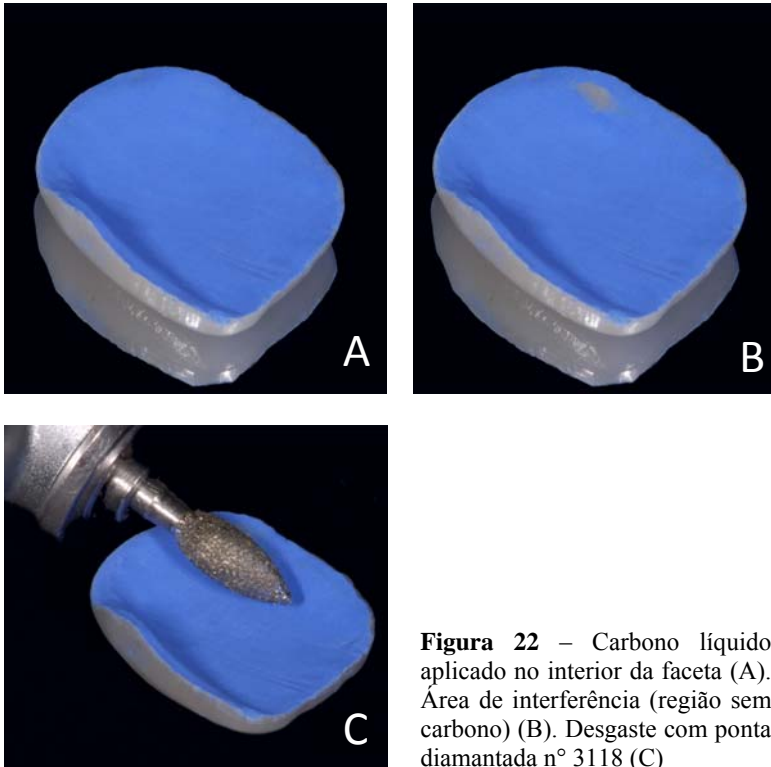 A
B
C
Figura 22 – Carbono líquido
aplicado no interior da faceta (A).
Área de interferência (região sem
carbono) (B). Desgaste com ponta
diamantada n° 3118 (C)